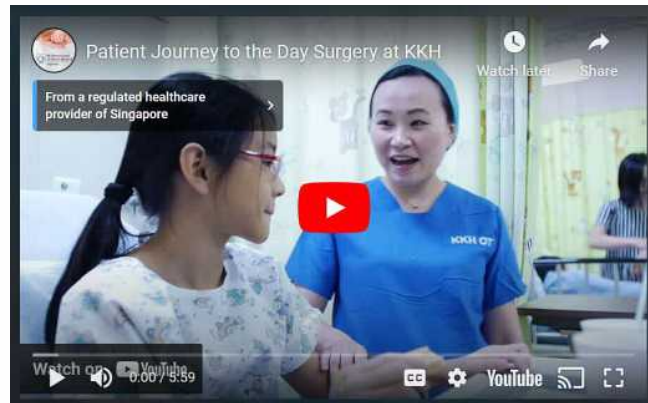 Patient Journey to the Day Surgery at KKH
Watch later
Share
From a regulated healthcare
provider of Singapore
KKH OT
Watch on YouTube
0:00 / 5:59
CC
YouTube